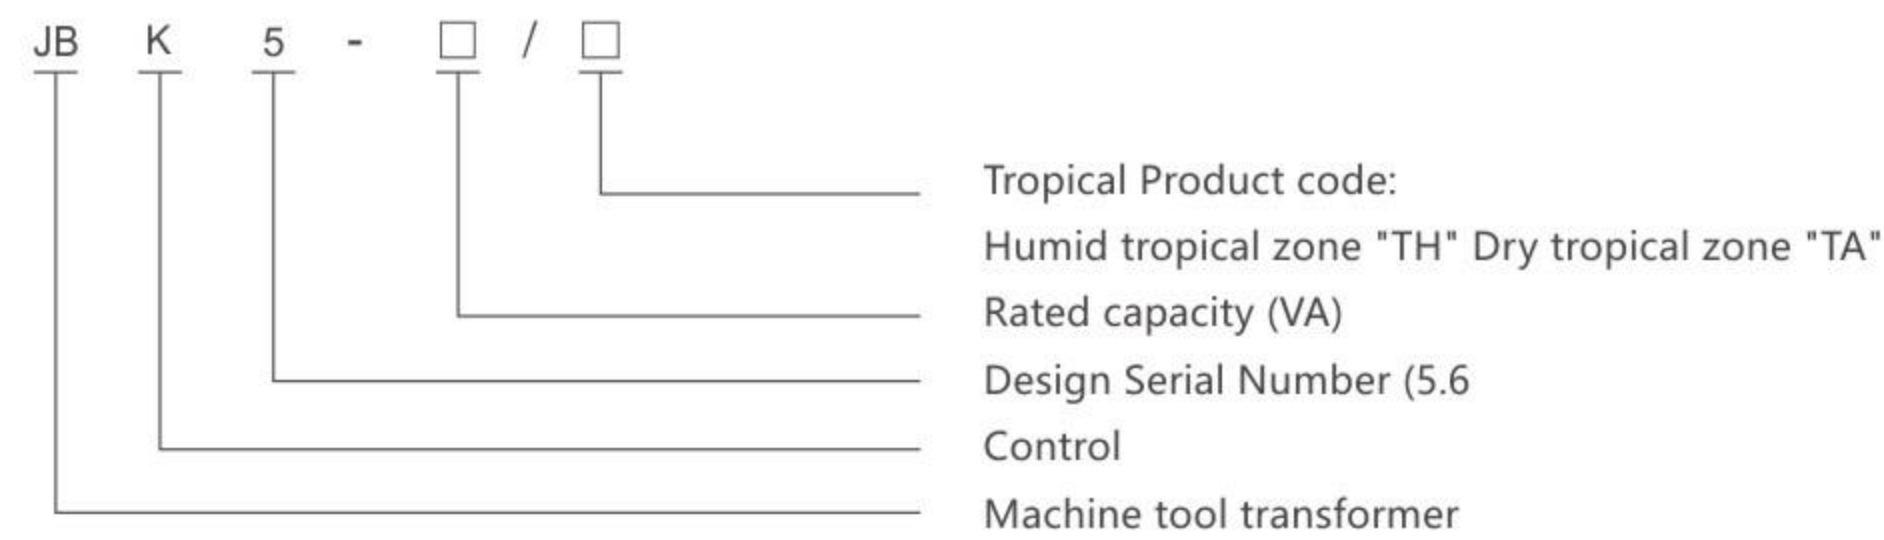 JB K 5 - □ / □
Tropical Product code:
Humid tropical zone "TH" Dry tropical zone "TA"
Rated capacity (VA)
Design Serial Number (5.6
Control
Machine tool transformer